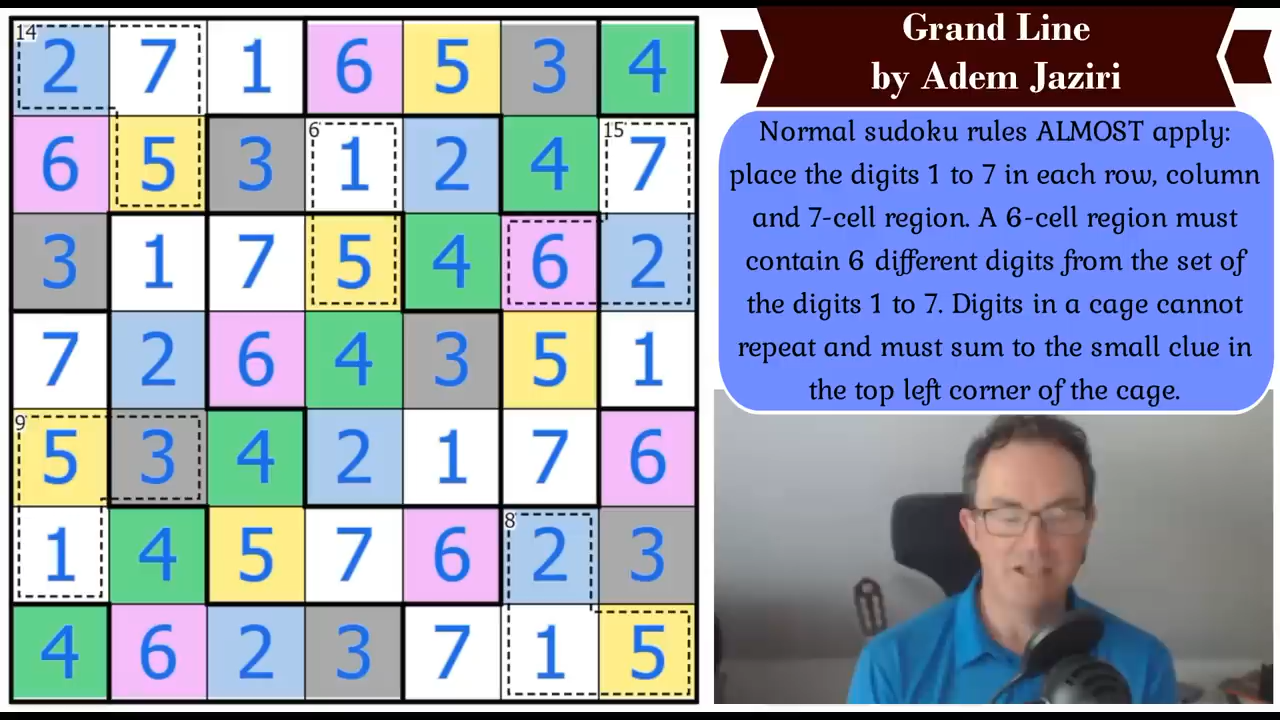 Grand Line
by Adem Jaziri
Normal sudoku rules ALMOST apply:
place the digits 1 to 7 in each row, column
and 7-cell region. A 6-cell region must
contain 6 different digits from the set of
the digits 1 to 7. Digits in a cage cannot
repeat and must sum to the small clue in
the top left corner of the cage.
14
2 7 1 6 5 3 4
6 15
6 5 3 1 2 4 7
3 1 7 5 4 6 2
7 2 6 4 3 5 1
9
5 3 4 2 1 7 6
8
1 4 5 7 6 2 3
4 6 2 3 7 1 5